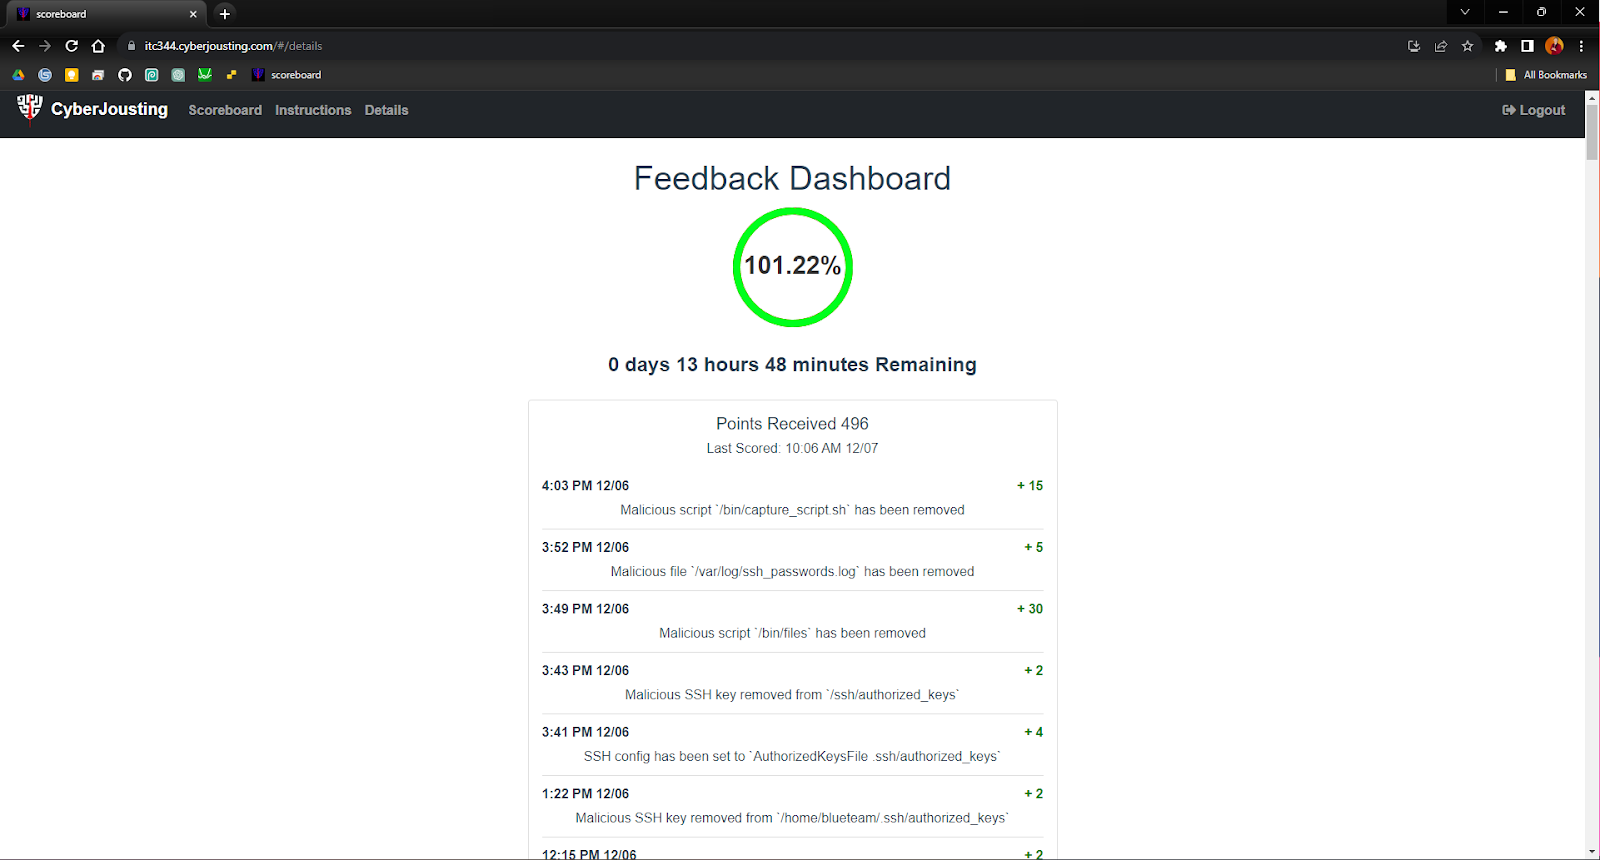 scoreboard
itc344.cyberjousting.com/#/details
scoreboard
All Bookmarks
CyberJousting Scoreboard Instructions Details Logout
Feedback Dashboard
101.22%
0 days 13 hours 48 minutes Remaining
Points Received 496
Last Scored: 10:06 AM 12/07
4:03 PM 12/06 + 15
Malicious script `/bin/capture_script.sh` has been removed
3:52 PM 12/06 + 5
Malicious file `/var/log/ssh_passwords.log` has been removed
3:49 PM 12/06 + 30
Malicious script `/bin/files` has been removed
3:43 PM 12/06 + 2
Malicious SSH key removed from `/ssh/authorized_keys`
3:41 PM 12/06 + 4
SSH config has been set to `AuthorizedKeysFile .ssh/authorized_keys`
1:22 PM 12/06 + 2
Malicious SSH key removed from `/home/blueteam/.ssh/authorized_keys`
12:15 PM 12/06 + 2